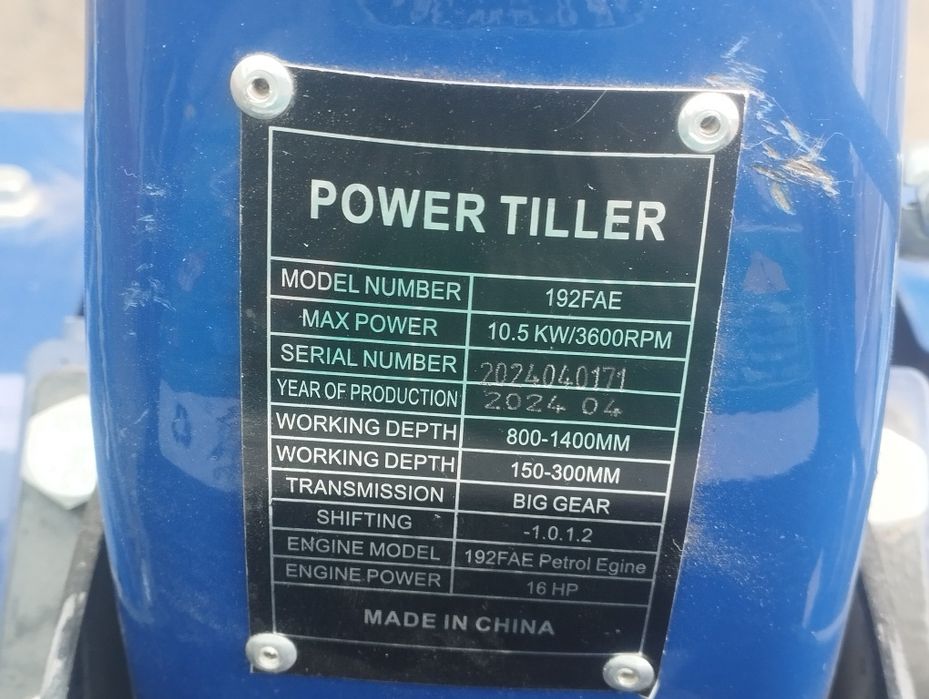 POWER TILLER
MODEL NUMBER 192FAE
MAX POWER 10.5 KW/3600RPM
SERIAL NUMBER 2024040171
YEAR OF PRODUCTION 2024 04
WORKING DEPTH 800-1400MM
WORKING DEPTH 150-300MM
TRANSMISSION BIG GEAR
SHIFTING -1.0.1.2
ENGINE MODEL 192FAE Petrol Egine
ENGINE POWER 16 HP
MADE IN CHINA